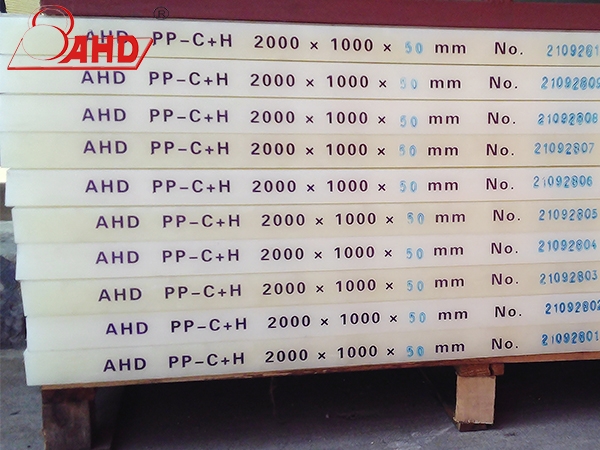 AHD ®
PP-C+H 2000 × 1000 × 50 mm No. 2109281
AHD PP-C+H 2000 × 1000 × 50 mm No. 21092809
AHD PP-C+H 2000 × 1000 × 50 mm No. 21092808
AHD PP-C+H 2000 × 1000 × 50 mm No. 21092807
AHD PP-C+H 2000 × 1000 × 50 mm No. 21092806
AHD PP-C+H 2000 × 1000 × 50 mm No. 21092805
AHD PP-C+H 2000 × 1000 × 50 mm No. 21092804
AHD PP-C+H 2000 × 1000 × 50 mm No. 21092803
AHD PP-C+H 2000 × 1000 × 50 mm No. 21092802
AHD PP-C+H 2000 × 1000 × 50 mm No. 21092801